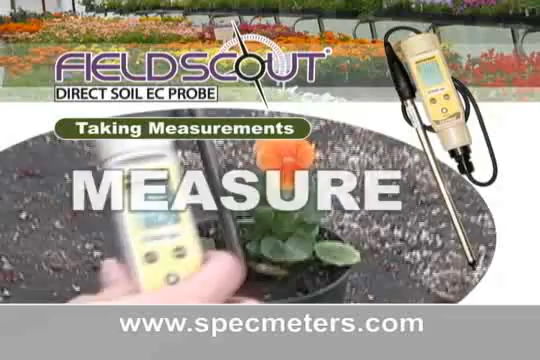 FIELDSCOUT®
DIRECT SOIL EC PROBE
Taking Measurements
MEASURE
www.specmeters.com